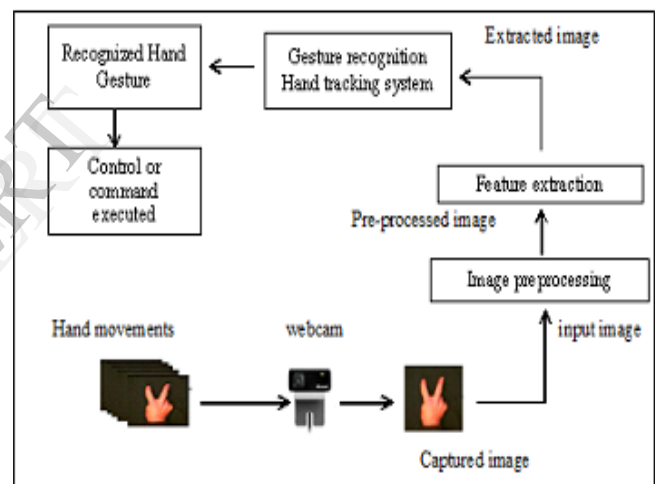 Extracted image
Recognized Hand
Gesture
Gesture recognition
Hand tracking system
Control or
command
executed
Feature extraction
Pre-processed image
Image preprocessing
Hand movements
webcam
input image
Captured image